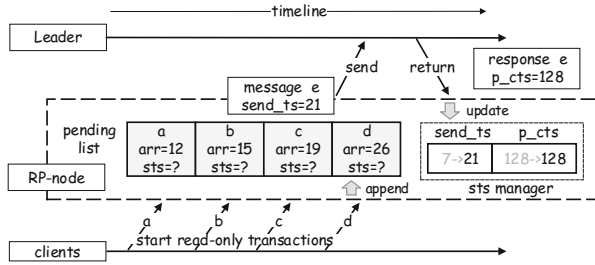 timeline
Leader
send
return
response e
p_cts=128
message e
send_ts=21
update
pending
list
a
arr=12
sts=?
b
arr=15
sts=?
c
arr=19
sts=?
d
arr=26
sts=?
send_ts p_cts
7->21 128->128
sts manager
RP-node
append
a b c d
start read-only transactions
clients